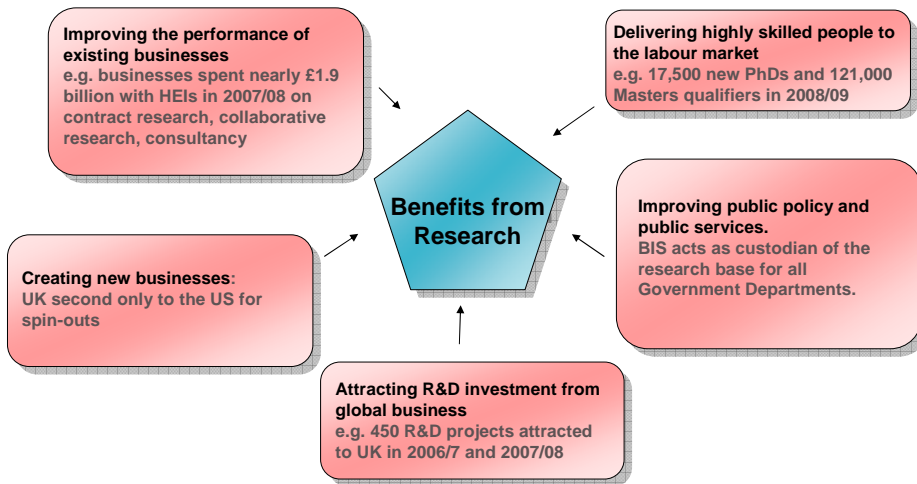 Improving the performance of
existing businesses
e.g. businesses spent nearly £1.9
billion with HEIs in 2007/08 on
contract research, collaborative
research, consultancy
Delivering highly skilled people to
the labour market
e.g. 17,500 new PhDs and 121,000
Masters qualifiers in 2008/09
Benefits from
Research
Improving public policy and
public services.
BIS acts as custodian of the
research base for all
Government Departments.
Creating new businesses:
UK second only to the US for
spin-outs
Attracting R&D investment from
global business
e.g. 450 R&D projects attracted
to UK in 2006/7 and 2007/08